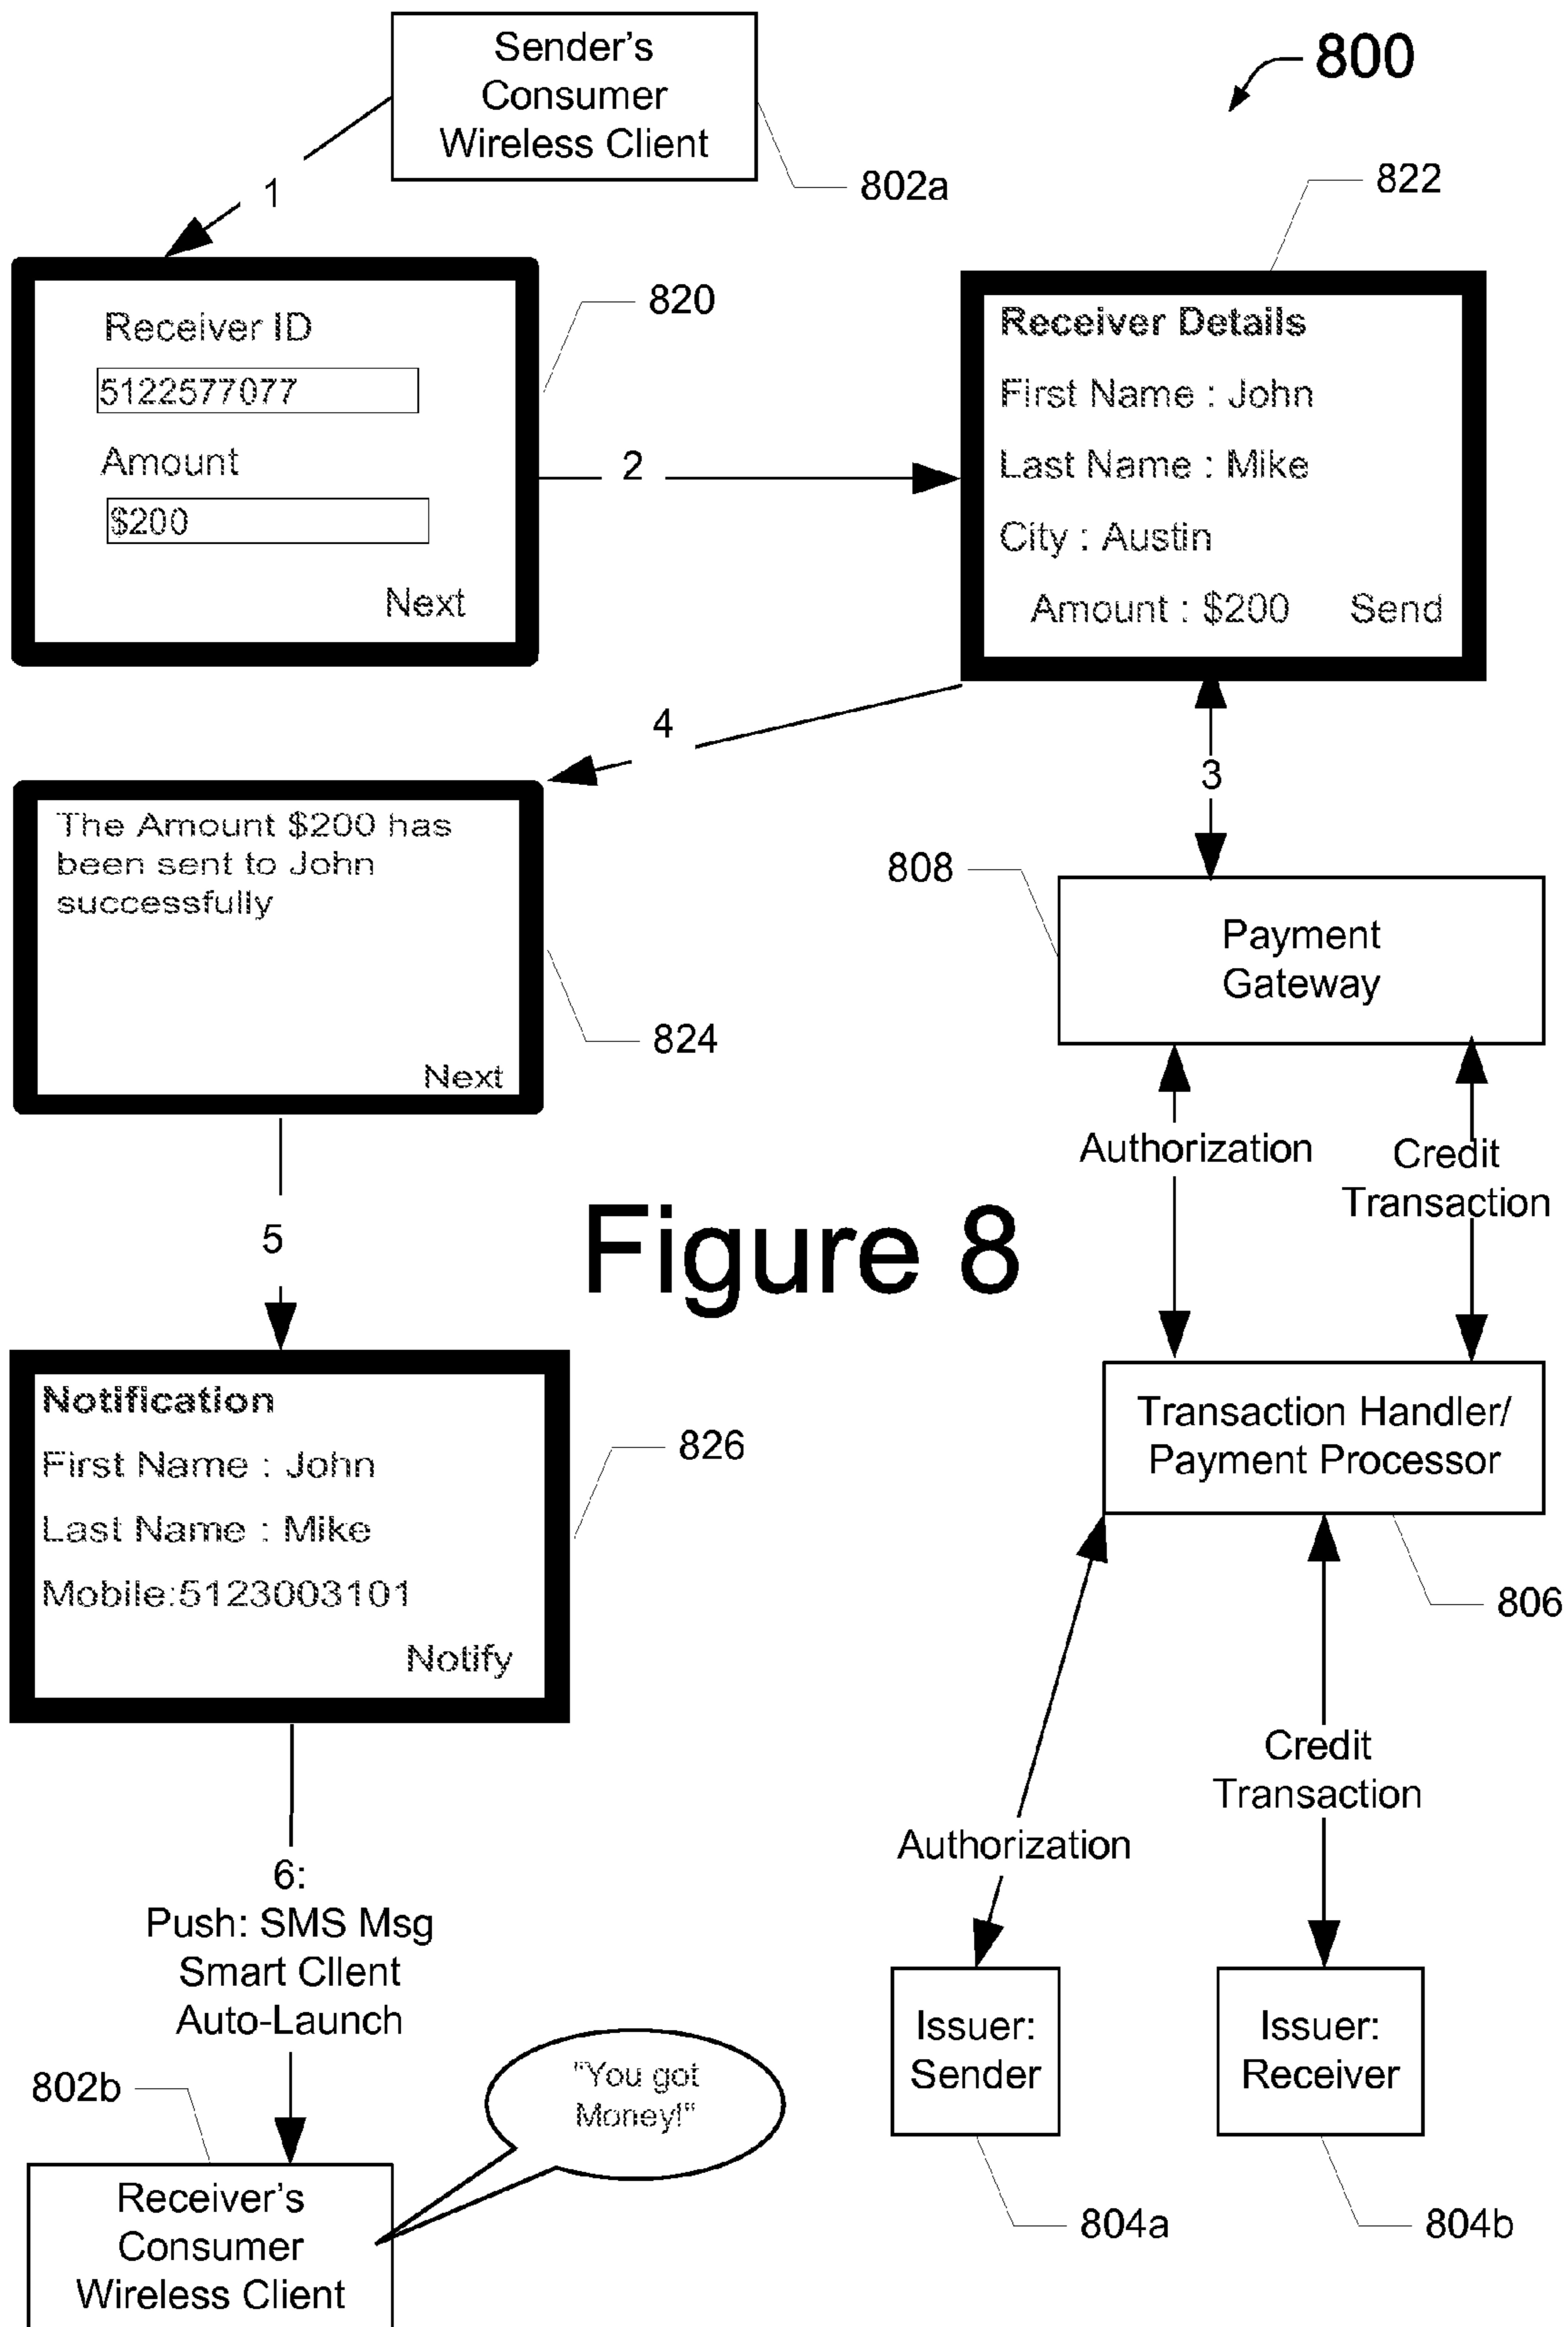 Sender's
Consumer
Wireless Client
800
802a
822
1
820
Receiver ID
5122577077
Amount
$200
Next
2
Receiver Details
First Name : John
Last Name : Mike
City : Austin
Amount : $200 Send
4
3
The Amount $200 has
been sent to John
successfully
Next
824
808
Payment
Gateway
Authorization
Credit
Transaction
5
Figure 8
Notification
First Name : John
Last Name : Mike
Mobile:5123003101
Notify
826
Transaction Handler/
Payment Processor
806
Credit
Transaction
Authorization
6:
Push: SMS Msg
Smart Cllent
Auto-Launch
802b
"You got
Money!"
Issuer:
Sender
Issuer:
Receiver
804a
804b
Receiver's
Consumer
Wireless Client